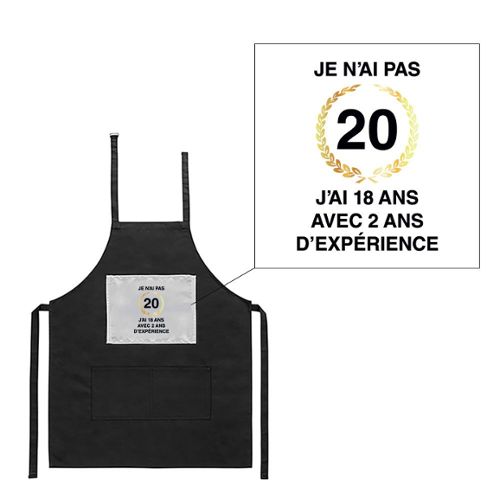 JE N'AI PAS
20
J'AI 18 ANS
AVEC 2 ANS
D'EXPÉRIENCE
JE N'AI PAS
20
J'AI 18 ANS
AVEC 2 ANS
D'EXPÉRIENCE